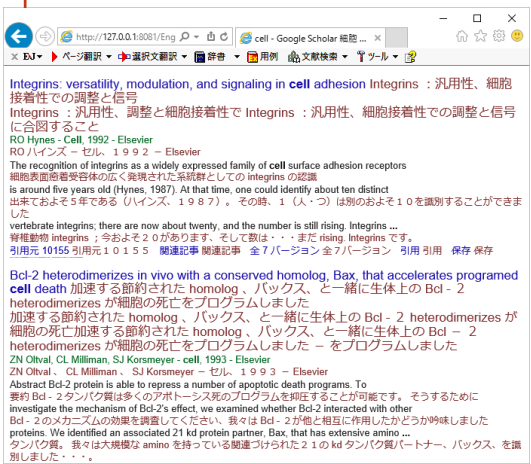 http://127.0.0.1:8081/Eng
cell - Google Scholar 細胞 ...
× EJ ページ翻訳 選択文翻訳 辞書 用例 文献検索 ツール
Integrins: versatility, modulation, and signaling in cell adhesion Integrins ：汎用性、細胞
接着性での調整と信号
Integrins ：汎用性、調整と細胞接着性で Integrins ：汎用性、細胞接着性での調整と信号
に合図すること
RO Hynes - Cell, 1992 - Elsevier
RO ハインズ － セル、１９９２ － Elsevier
The recognition of integrins as a widely expressed family of cell surface adhesion receptors
細胞表面癒着受容体の広く発現された系統群としての integrins の認識
is around five years old (Hynes, 1987). At that time, one could identify about ten distinct
出来ておよそ５年である（ハインズ、１９８７）。その時、１（人・つ）は別のおよそ１０を識別することができま
した
vertebrate integrins; there are now about twenty, and the number is still rising. Integrins ...
脊椎動物 integrins ；今およそ２０があります、そして数は・・・まだ rising. Integrins です。
引用元 10155 引用元１０１５５ 関連記事 関連記事 全 7 バージョン 全７バージョン 引用 引用 保存 保存
Bcl-2 heterodimerizes in vivo with a conserved homolog, Bax, that accelerates programed
cell death 加速する節約された homolog 、バックス、と一緒に生体上の Bcl - ２
heterodimerizes が細胞の死亡をプログラムしました
加速する節約された homolog 、バックス、と一緒に生体上の Bcl - ２ heterodimerizes が
細胞の死亡加速する節約された homolog 、バックス、と一緒に生体上の Bcl － ２
heterodimerizes が細胞の死亡をプログラムしました － をプログラムしました
ZN Oltval, CL Milliman, SJ Korsmeyer - cell, 1993 - Elsevier
ZN Oltval 、 CL Milliman 、 SJ Korsmeyer － セル、１９９３ － Elsevier
Abstract Bcl-2 protein is able to repress a number of apoptotic death programs. To
要約 Bcl - ２タンパク質は多くのアポトーシス死のプログラムを抑圧することが可能です。 そうするために
investigate the mechanism of Bcl-2's effect, we examined whether Bcl-2 interacted with other
Bcl - ２のメカニズムの効果を調査してください、我々は Bcl - ２が他と相互に作用したかどうか吟味しました
proteins. We identified an associated 21 kd protein partner, Bax, that has extensive amino ...
タンパク質。 我々は大規模な amino を持っている関連づけられた２１の kd タンパク質パートナー、バックス、を識
別しました・・・。